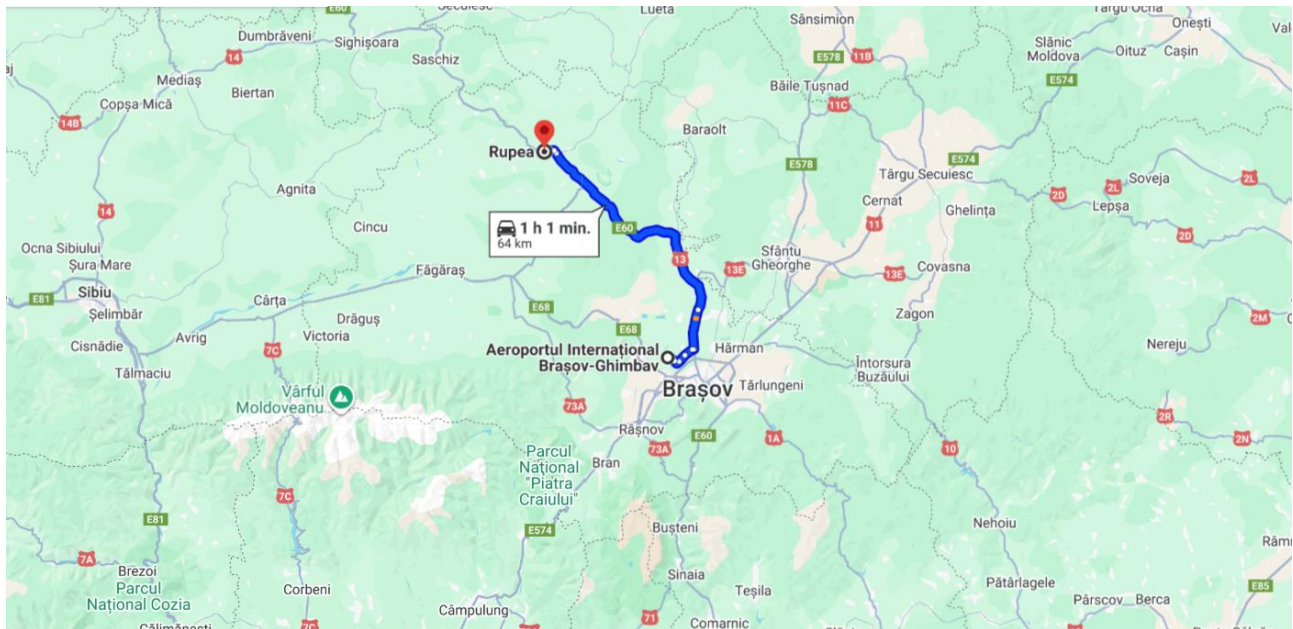 E60
Secuiesc
Lueta
Sânsimion
Târgu Ocna
Onești
Dumbrăveni
Sighișoara
14
Saschiz
E578
11B
Slănic
Moldova
Oituz
Cașin
Mediaș
Biertan
Copșa Mică
14B
Băile Tușnad
11C
E574
Baraolt
Rupea
E578
E574
2L
Soveja
2L
Târgu Secuiesc
Agnita
2D
Lepșa
Cernat
Ghelința
14
Cincu
1 h 1 min.
64 km
E60
11
2D
Ocna Sibiului
Șura Mare
13
13E
Sfântu
Gheorghe
13E
Covasna
Făgăraș
Sibiu
E81
Șelimbăr
Cârța
E68
Zagon
Avrig
Drăguș
Victoria
E68
2M
Cisnădie
7C
Aeroportul Internațional
Brașov-Ghimbav
Hărman
Nereju
Tălmaciu
Întorsura
Buzăului
Vârful
Moldoveanu
Brașov
Tărlungeni
73A
2R
Râșnov
E60
1A
2N
73A
10
Parcul
Național
"Piatra
Craiului"
Bran
7C
E81
E574
Bușteni
Nehoiu
7A
Brezoi
Sinaia
E85
Parcul
Național Cozia
Corbeni
Teșila
Pătârlagele
Câmpulung
Pârscov
Berca
7C
71
Comarnic
Călimănești